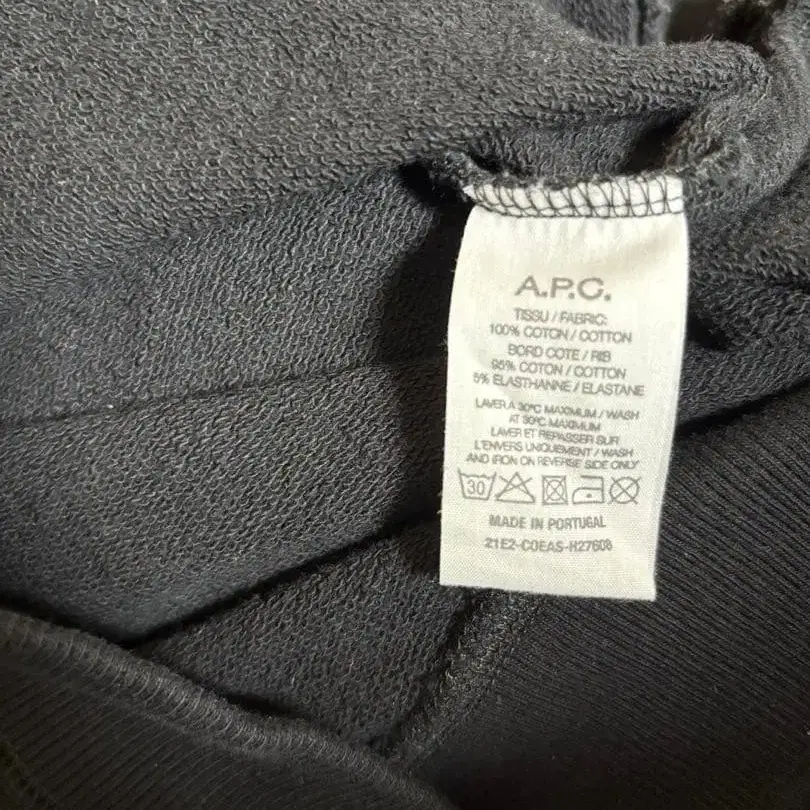 A.P.C.
TISSU / FABRIC:
100% COTON / COTTON
BORD COTE / RIB
95% COTON / COTTON
5% ELASTHANNE / ELASTANE
LAVER A 30°C MAXIMUM / WASH
AT 30°C MAXIMUM
LAVER ET REPASSER SUR
L'ENVERS UNIQUEMENT / WASH
AND IRON ON REVERSE SIDE ONLY
30
MADE IN PORTUGAL
21E2-COEAS-H27608